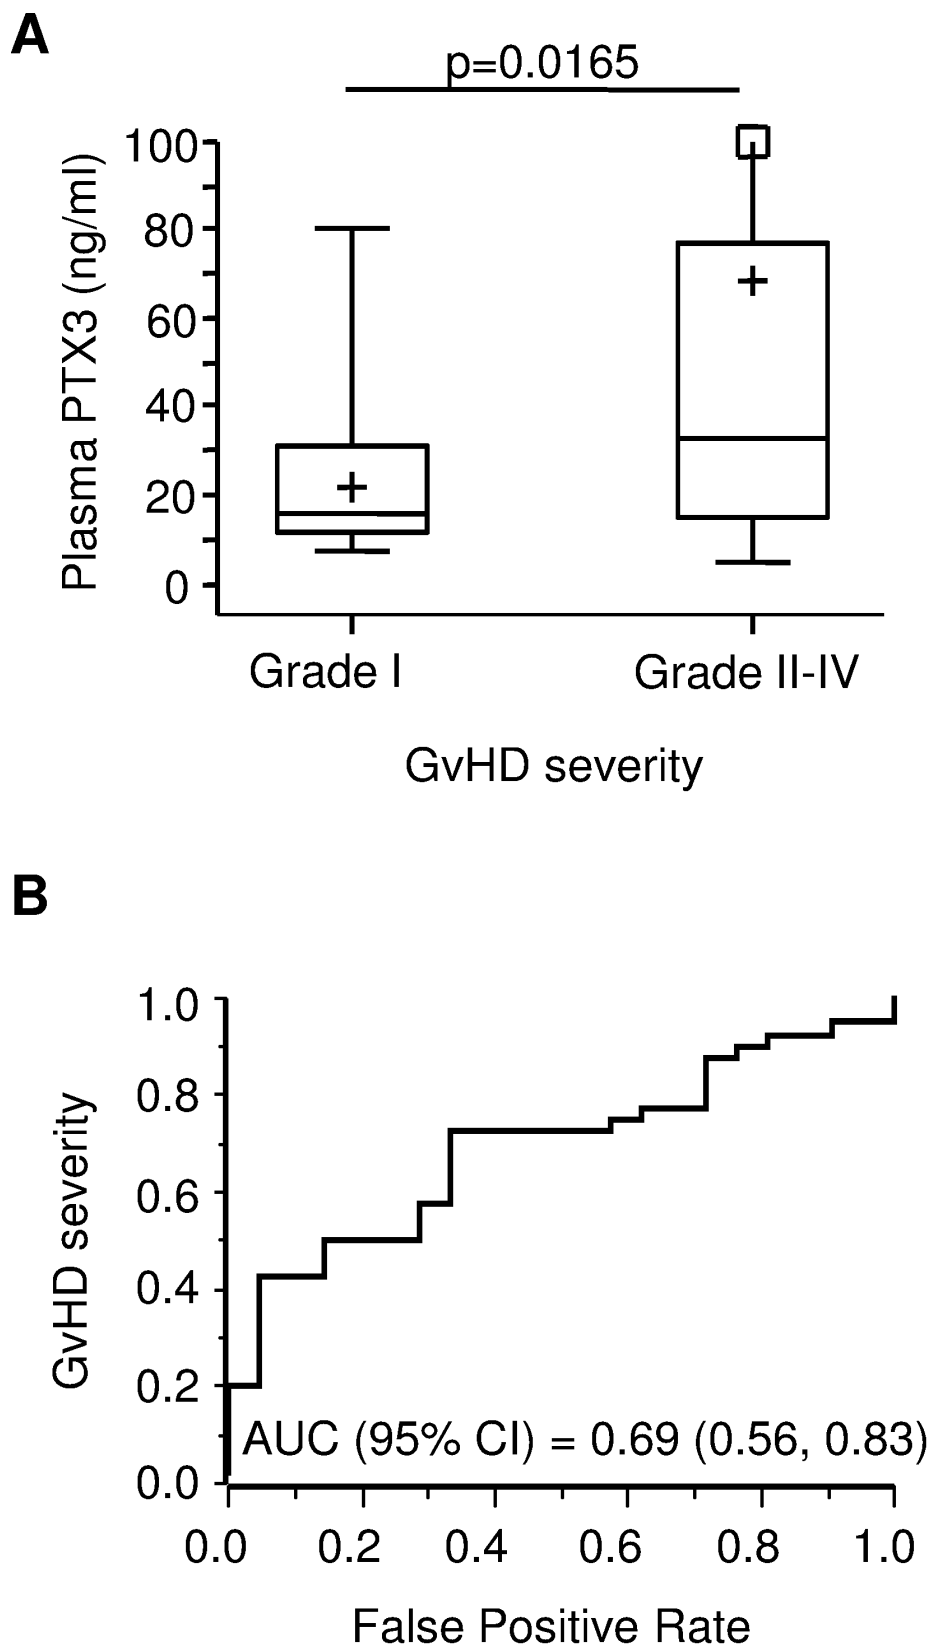 A
p=0.0165
Plasma PTX3 (ng/ml)
100
80
60
40
20
0
Grade I
Grade II-IV
GvHD severity
B
GvHD severity
1.0
0.8
0.6
0.4
0.2
0.0
AUC (95% CI) = 0.69 (0.56, 0.83)
0.0 0.2 0.4 0.6 0.8 1.0
False Positive Rate